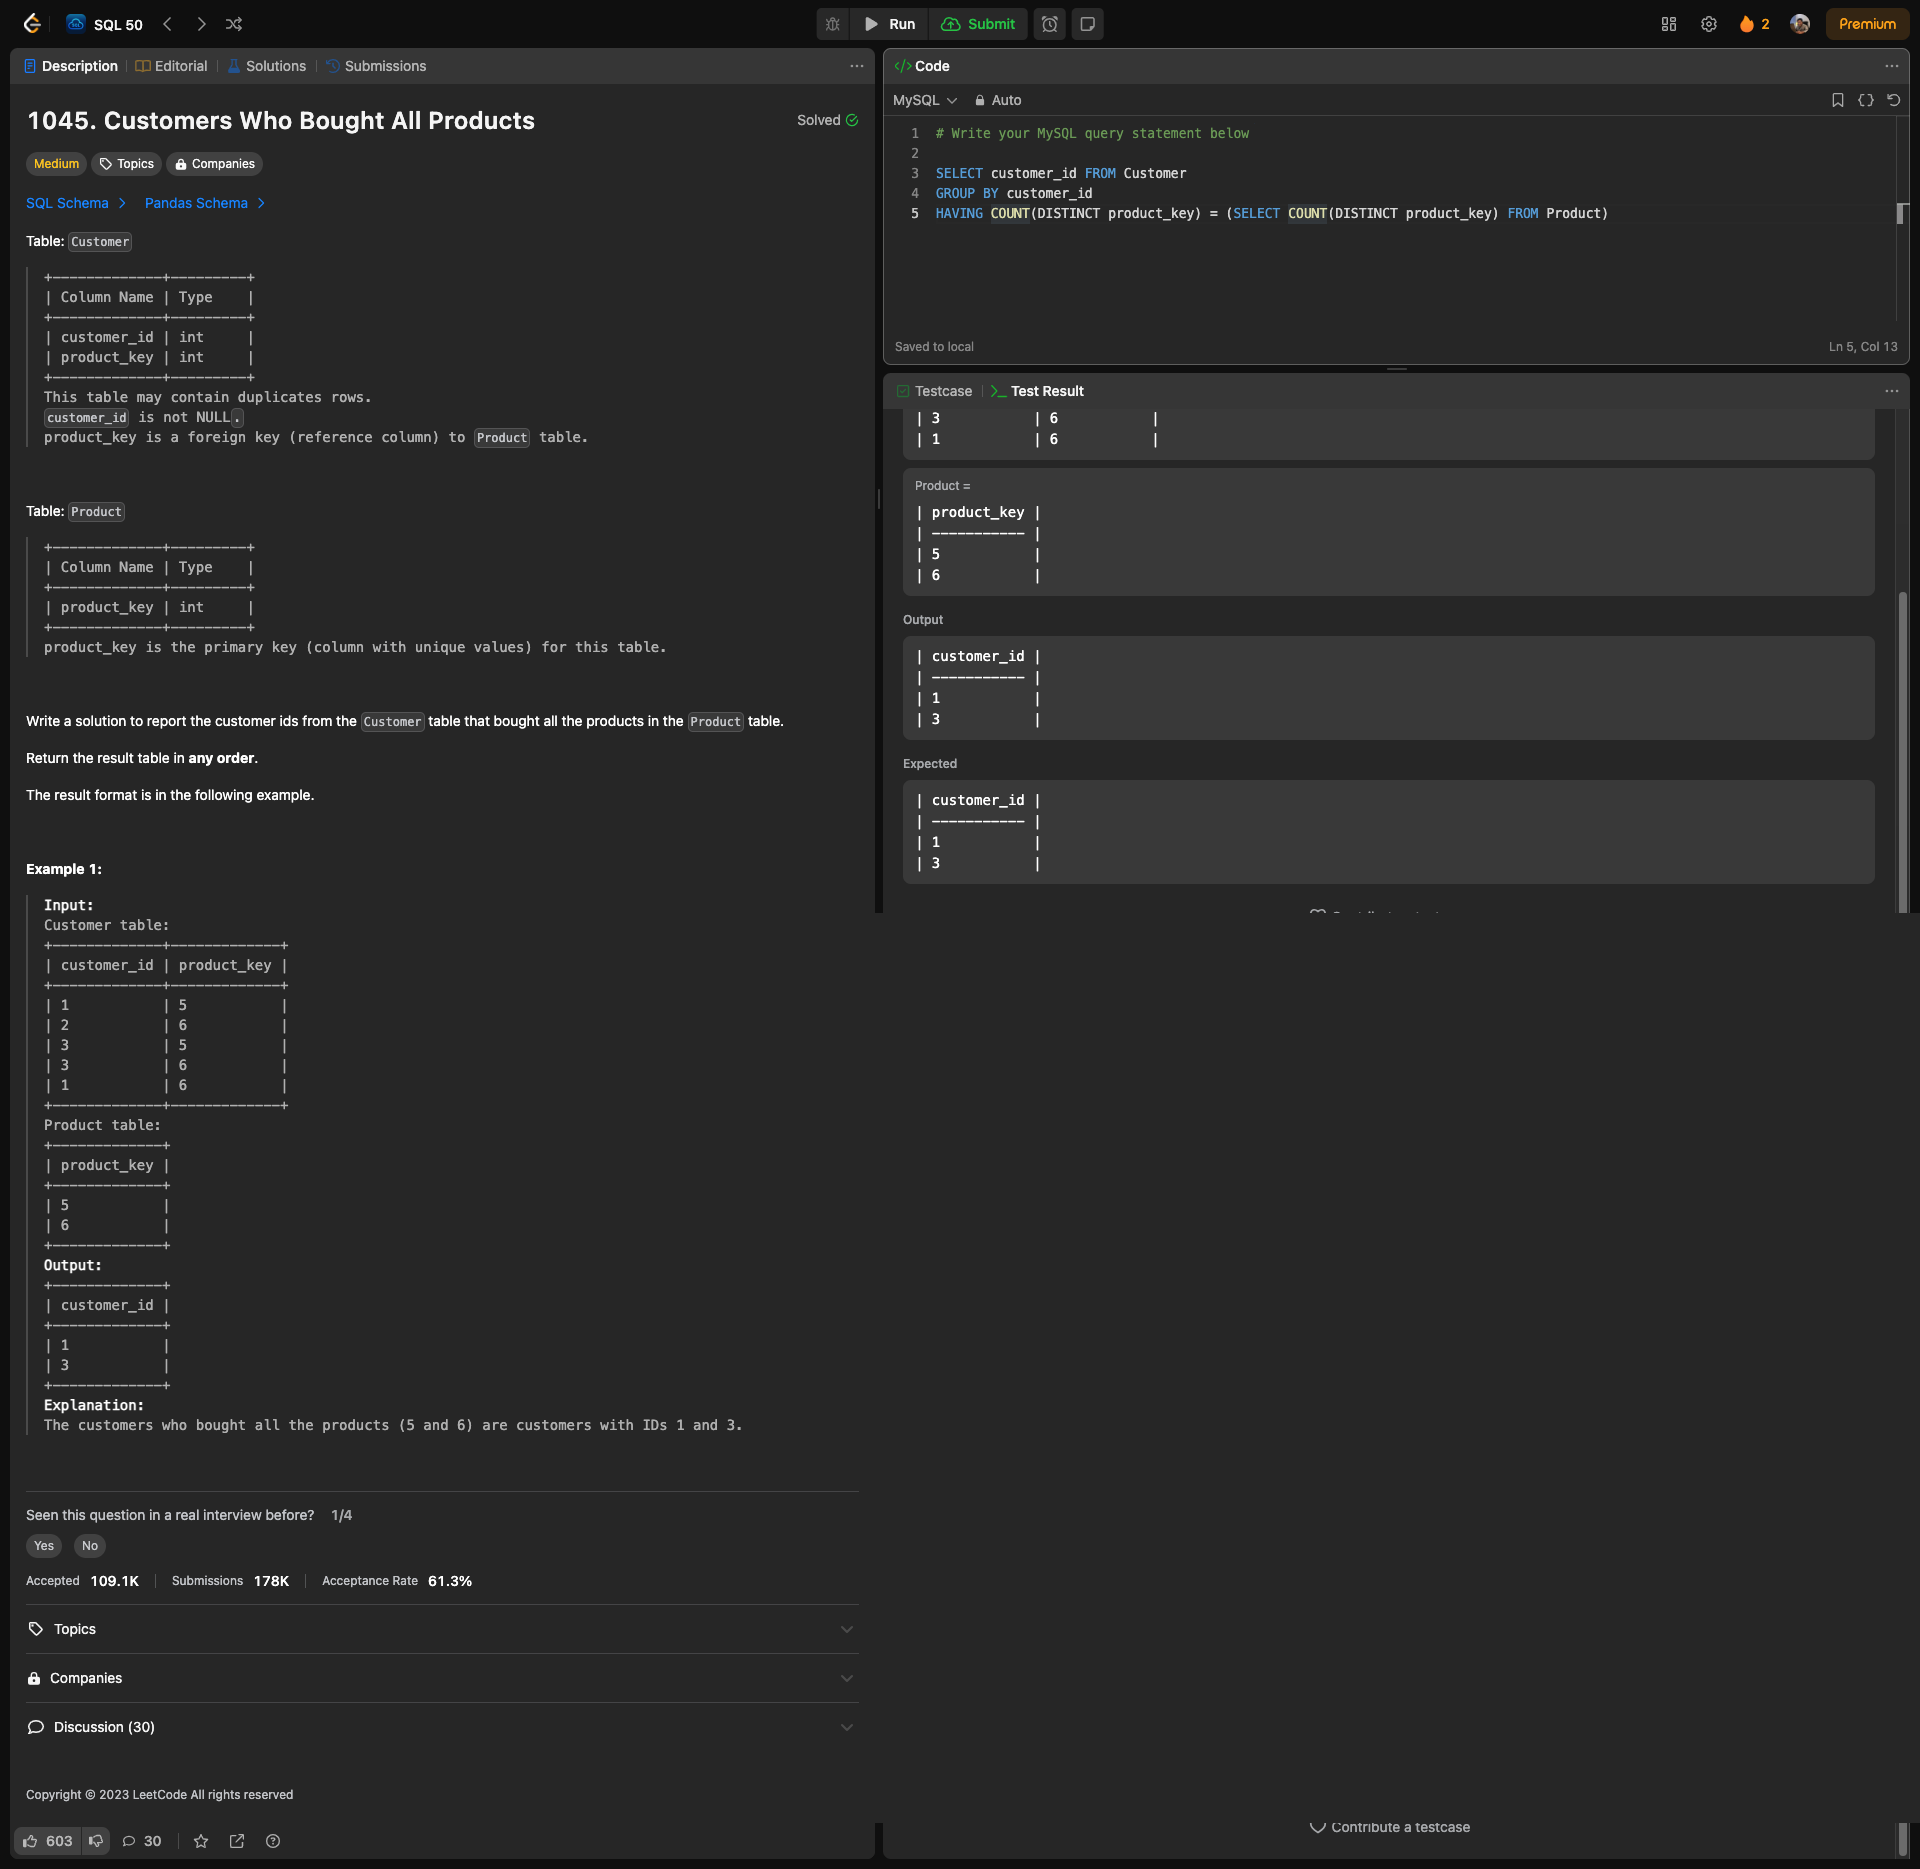 SQL 50
Run
Submit
2
Premium
Description
Editorial
Solutions
Submissions
1045. Customers Who Bought All Products
Solved
Medium
Topics
Companies
SQL Schema
Pandas Schema
Table: Customer
+-------------+---------+
| Column Name | Type    |
+-------------+---------+
| customer_id | int     |
| product_key | int     |
+-------------+---------+
This table may contain duplicates rows.
customer_id is not NULL.
product_key is a foreign key (reference column) to Product table.
Table: Product
+-------------+---------+
| Column Name | Type    |
+-------------+---------+
| product_key | int     |
+-------------+---------+
product_key is the primary key (column with unique values) for this table.
Write a solution to report the customer ids from the Customer table that bought all the products in the Product table.
Return the result table in any order.
The result format is in the following example.
Example 1:
Input:
Customer table:
+-------------+-------------+
| customer_id | product_key |
+-------------+-------------+
| 1           | 5           |
| 2           | 6           |
| 3           | 5           |
| 3           | 6           |
| 1           | 6           |
+-------------+-------------+
Product table:
+-------------+
| product_key |
+-------------+
| 5           |
| 6           |
+-------------+
Output:
+-------------+
| customer_id |
+-------------+
| 1           |
| 3           |
+-------------+
Explanation:
The customers who bought all the products (5 and 6) are customers with IDs 1 and 3.
Seen this question in a real interview before? 1/4
Yes
No
Accepted 109.1K
Submissions 178K
Acceptance Rate 61.3%
Topics
Companies
Discussion (30)
Copyright © 2023 LeetCode All rights reserved
603
30
</> Code
MySQL
Auto
1 # Write your MySQL query statement below
2
3 SELECT customer_id FROM Customer
4 GROUP BY customer_id
5 HAVING COUNT(DISTINCT product_key) = (SELECT COUNT(DISTINCT product_key) FROM Product)
Saved to local
Ln 5, Col 13
Testcase
Test Result
| 3           | 6           |
| 1           | 6           |
Product =
| product_key |
| ----------- |
| 5           |
| 6           |
Output
| customer_id |
| ----------- |
| 1           |
| 3           |
Expected
| customer_id |
| ----------- |
| 1           |
| 3           |
Contribute a testcase